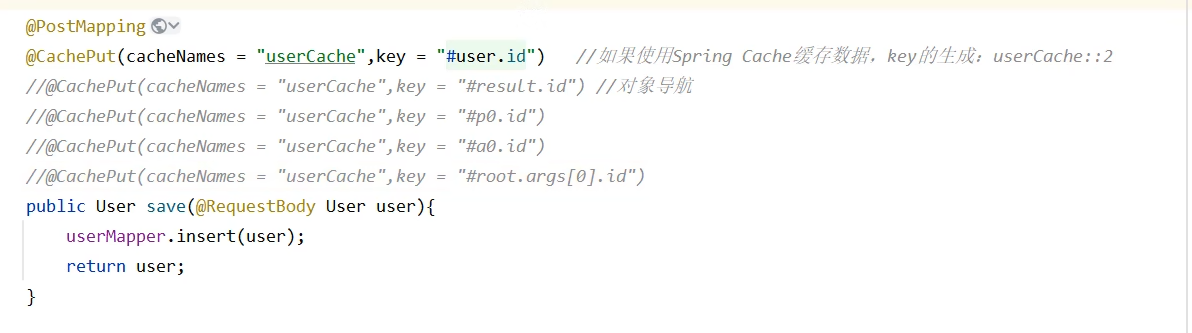 @PostMapping
@CachePut(cacheNames = "userCache",key = "#user.id")   //如果使用Spring Cache缓存数据，key的生成：userCache::2
//@CachePut(cacheNames = "userCache",key = "#result.id") //对象导航
//@CachePut(cacheNames = "userCache",key = "#p0.id")
//@CachePut(cacheNames = "userCache",key = "#a0.id")
//@CachePut(cacheNames = "userCache",key = "#root.args[0].id")
public User save(@RequestBody User user){
    userMapper.insert(user);
    return user;
}